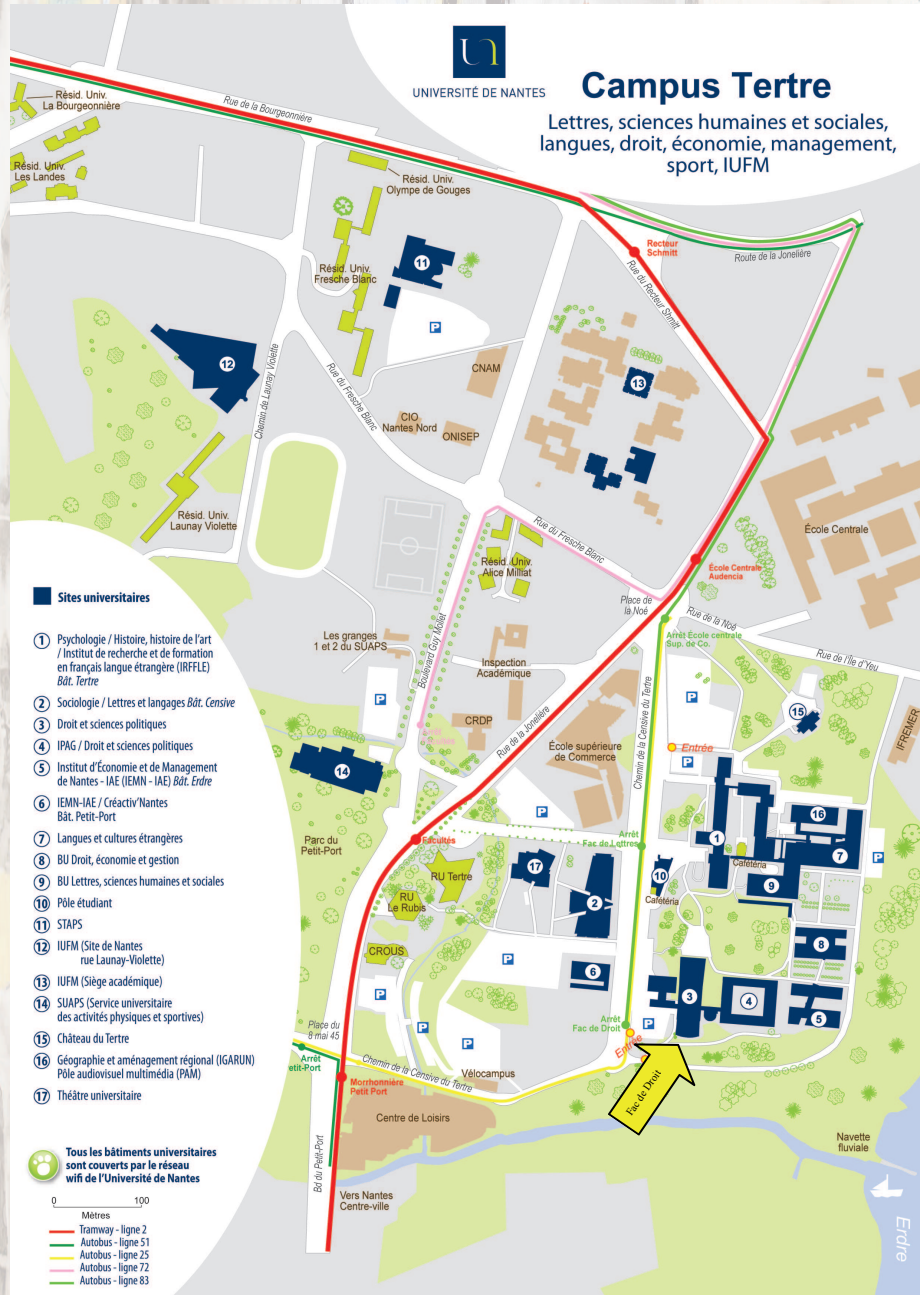 UNIVERSITÉ DE NANTES
Campus Tertre
Lettres, sciences humaines et sociales,
langues, droit, économie, management,
sport, IUFM
Résid. Univ.
La Bourgeonnière
Rue de la Bourgeonnière
Résid. Univ.
Les Landes
Résid. Univ.
Olympe de Gouges
Recteur
Schmitt
Route de la Jonelière
Rue du Recteur Shmitt
Résid. Univ.
Fresche Blanc
11
P
12
Chemin de Launay Violette
Rue du Fresche Blanc
CNAM
13
CIO
Nantes Nord
ONISEP
Résid. Univ.
Launay Violette
École Centrale
Rue du Fresche Blanc
Résid. Univ.
Alice Milliat
École Centrale
Audencia
Place de
la Noë
Rue de la Noë
Arrêt École centrale
Sup. de Co.
Rue de l'Île d'Yeu
Les granges
1 et 2 du SUAPS
Boulevard Guy Mollet
Inspection
Académique
P
P
15
IFREMER
CRDP
Rue de la Jonelière
École supérieure
de Commerce
Chemin de la Censive du Tertre
Entrée
P
14
P
16
1
Parc du
Petit-Port
Facultés
Arrêt
Fac de Lettres
7
P
Cafétéria
RU Tertre
17
10
9
RU
Le Rubis
2
Cafétéria
CROUS
P
8
6
P
P
3
4
5
Arrêt
Fac de Droit
P
Entrée
Fac de Droit
Place du
8 mai 45
P
Arrêt
etit-Port
Chemin de la Censive du Tertre
Vélocampus
Morrhonnière
Petit Port
Centre de Loisirs
Bd du Petit-Port
Navette
fluviale
Vers Nantes
Centre-ville
Erdre
Sites universitaires
1 Psychologie / Histoire, histoire de l'art
/ Institut de recherche et de formation
en français langue étrangère (IRFFLE)
Bât. Tertre
2 Sociologie / Lettres et langages Bât. Censive
3 Droit et sciences politiques
4 IPAG / Droit et sciences politiques
5 Institut d'Économie et de Management
de Nantes - IAE (IEMN - IAE) Bât. Erdre
6 IEMN-IAE / Créactiv'Nantes
Bât. Petit-Port
7 Langues et cultures étrangères
8 BU Droit, économie et gestion
9 BU Lettres, sciences humaines et sociales
10 Pôle étudiant
11 STAPS
12 IUFM (Site de Nantes
rue Launay-Violette)
13 IUFM (Siège académique)
14 SUAPS (Service universitaire
des activités physiques et sportives)
15 Château du Tertre
16 Géographie et aménagement régional (IGARUN)
Pôle audiovisuel multimédia (PAM)
17 Théâtre universitaire
Tous les bâtiments universitaires
sont couverts par le réseau
wifi de l'Université de Nantes
0 100
Mètres
Tramway - ligne 2
Autobus - ligne 51
Autobus - ligne 25
Autobus - ligne 72
Autobus - ligne 83